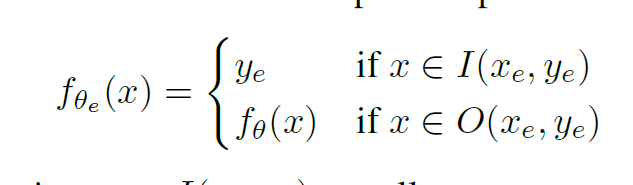 f_{θ_e}(x) = { y_e if x ∈ I(x_e, y_e)
f_θ(x) if x ∈ O(x_e, y_e)